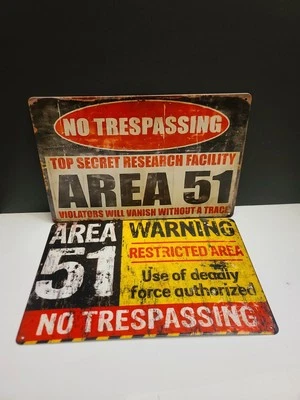 NO TRESPASSING
TOP SECRET RESEARCH FACILITY
AREA 51
VIOLATORS WILL VANISH WITHOUT A TRACE
AREA
51
WARNING
RESTRICTED AREA
Use of deadly
force authorized
NO TRESPASSING